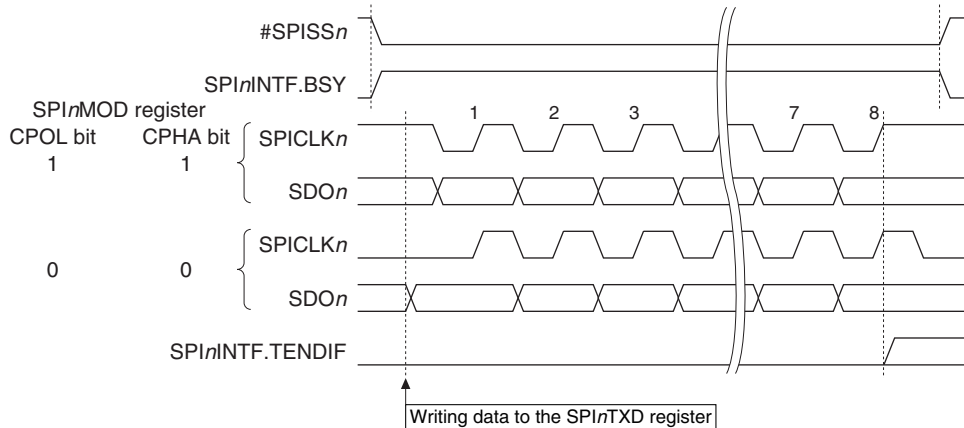 #SPISSn
SPInINTF.BSY
SPInMOD register
CPOL bit CPHA bit
1 1
SPICLKn
1 2 3 7 8
SDOn
SPICLKn
0 0
SDOn
SPInINTF.TENDIF
Writing data to the SPInTXD register